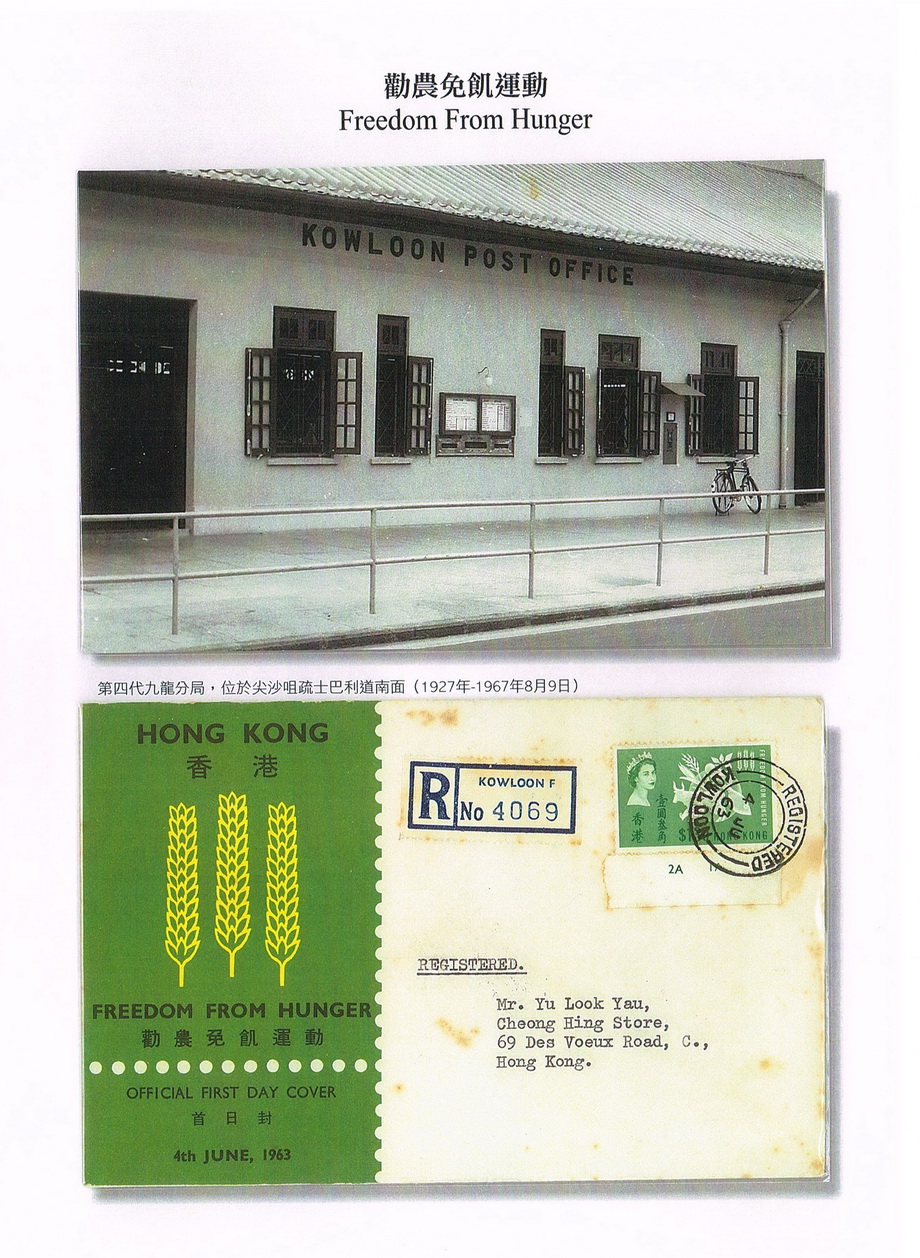 勸農免飢運動
Freedom From Hunger
KOWLOON POST OFFICE
第四代九龍分局，位於尖沙咀疏士巴利道南面（1927年-1967年8月9日）
HONG KONG
香 港
FREEDOM FROM HUNGER
勸農免飢運動
OFFICIAL FIRST DAY COVER
首日封
4th JUNE, 1963
R
KOWLOON F
No 4069
FREEDOM FROM HUNGER
壹圓叁角
香港
HONG KONG
REGISTERED
4 JU 63
KOWLOON
2A
REGISTERED.
Mr. Yu Look Yau,
Cheong Hing Store,
69 Des Voeux Road, C.,
Hong Kong.